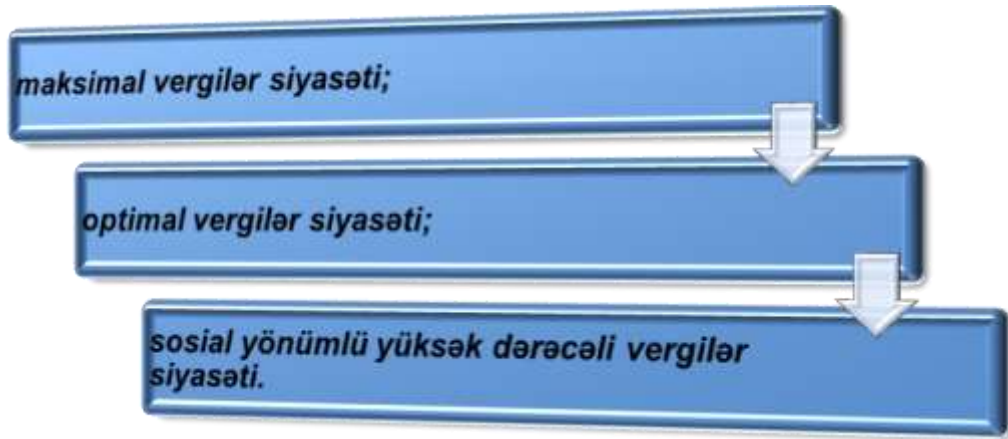 maksimal vergilər siyasəti;
optimal vergilər siyasəti;
sosial yönümlü yüksək dərəcəli vergilər
siyasəti.